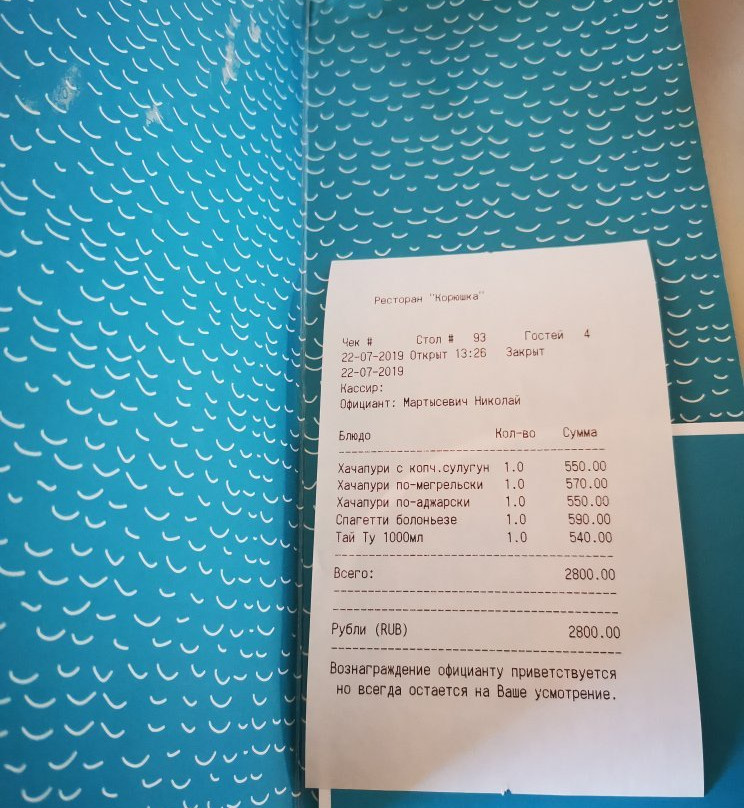 Ресторан "Корюшка"
Чек # Стол # 93 Гостей 4
22-07-2019 Открыт 13:26 Закрыт
22-07-2019
Кассир:
Официант: Мартысевич Николай
Блюдо Кол-во Сумма
Хачапури с копч.сулугун 1.0 550.00
Хачапури по-мегрельски 1.0 570.00
Хачапури по-аджарски 1.0 550.00
Спагетти болоньезе 1.0 590.00
Тай Ту 1000мл 1.0 540.00
Всего: 2800.00
Рубли (RUB) 2800.00
Вознаграждение официанту приветствуется
но всегда остается на Ваше усмотрение.